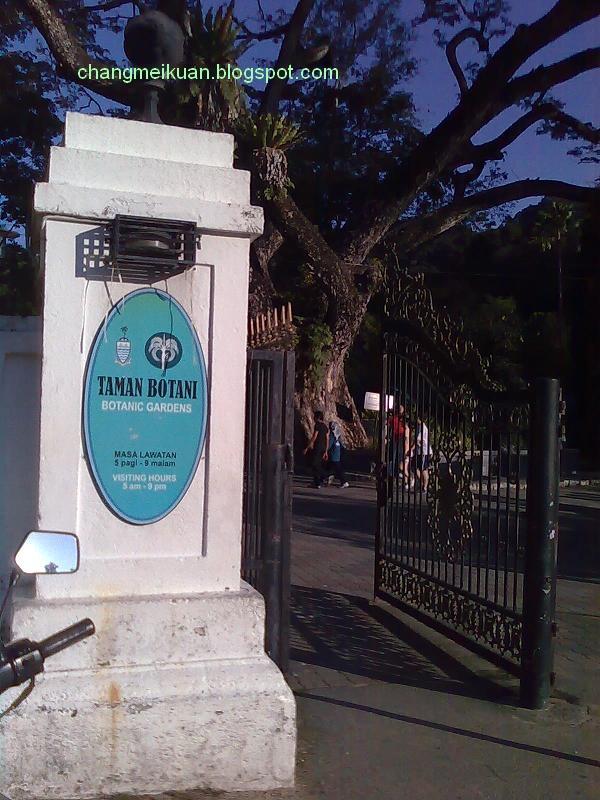 changmeikuan.blogspot.com
TAMAN BOTANI
BOTANIC GARDENS
MASA LAWATAN
5 pagi - 9 malam
VISITING HOURS
5 am - 9 pm